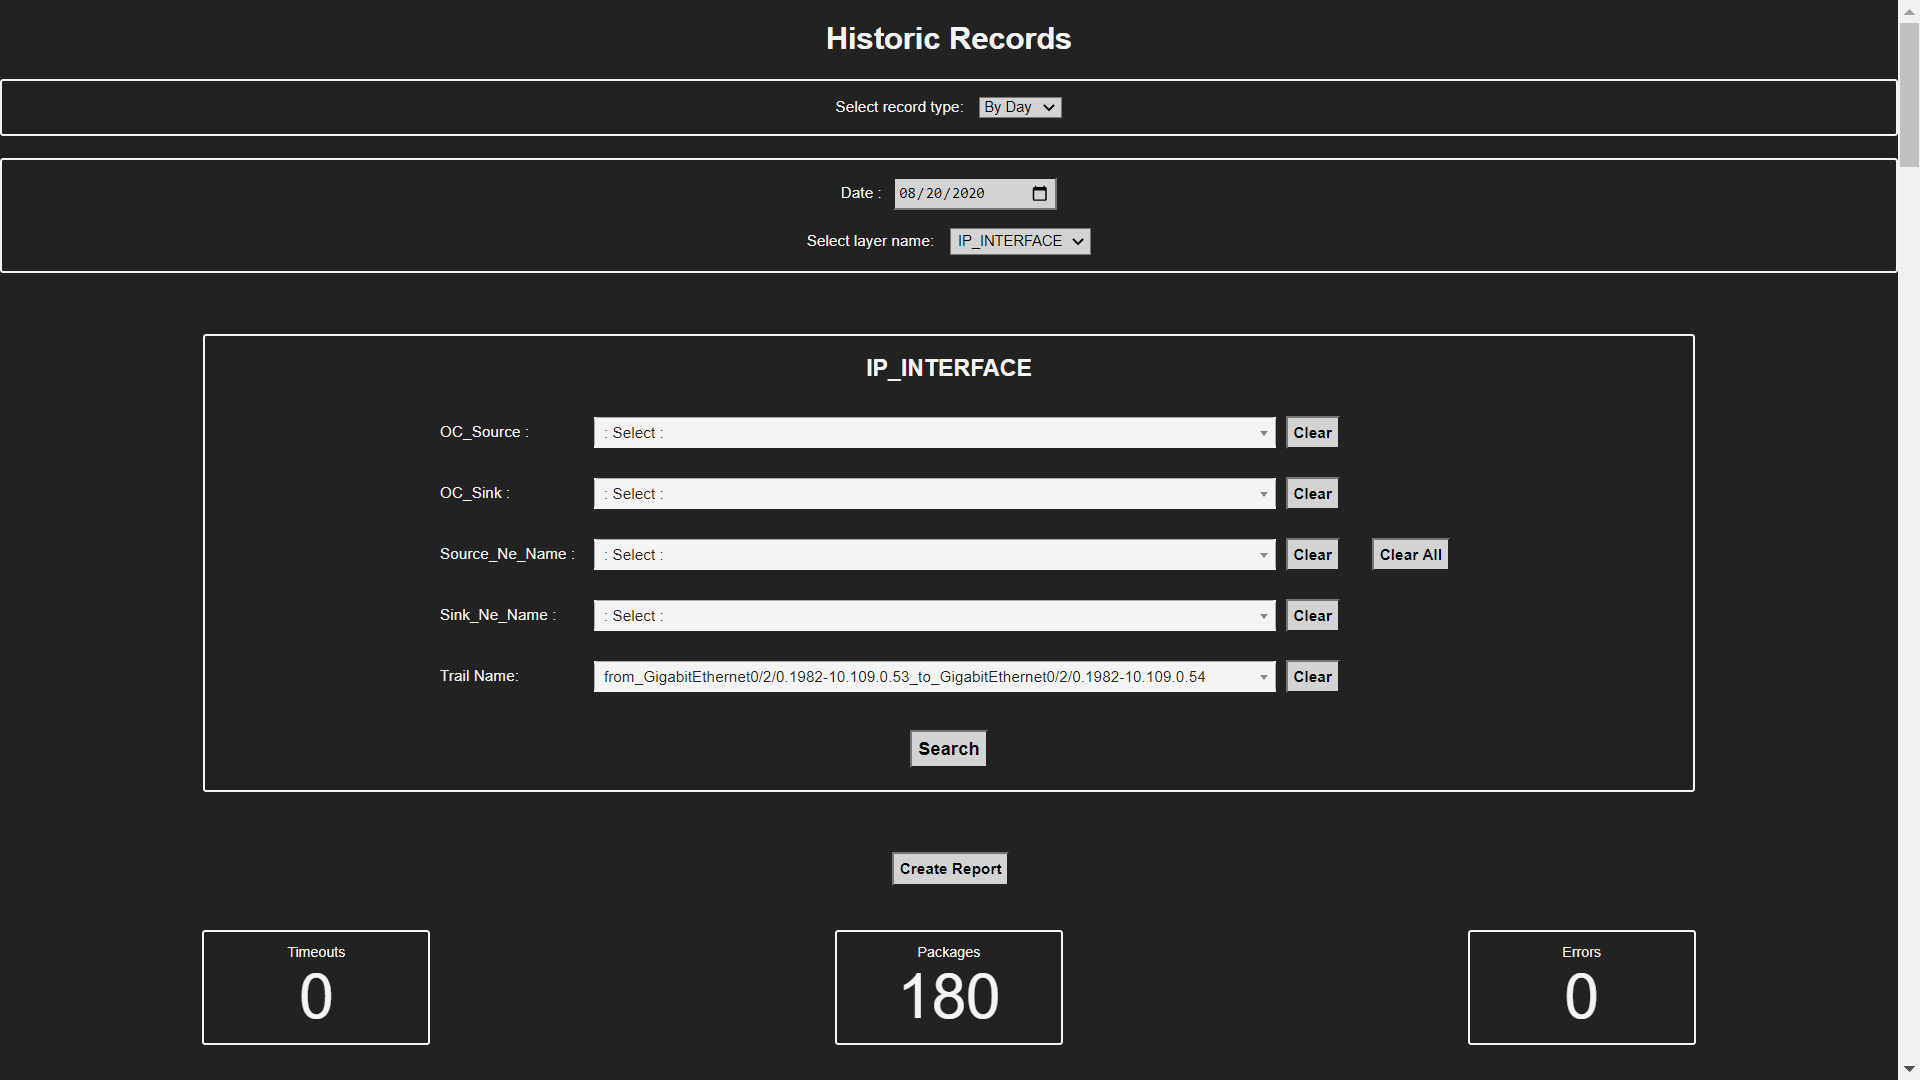 Historic Records
Select record type: By Day
Date : 08/20/2020
Select layer name: IP_INTERFACE
IP_INTERFACE
OC_Source : : Select : Clear
OC_Sink : : Select : Clear
Source_Ne_Name : : Select : Clear Clear All
Sink_Ne_Name : : Select : Clear
Trail Name: from_GigabitEthernet0/2/0.1982-10.109.0.53_to_GigabitEthernet0/2/0.1982-10.109.0.54 Clear
Search
Create Report
Timeouts Packages Errors
0 180 0